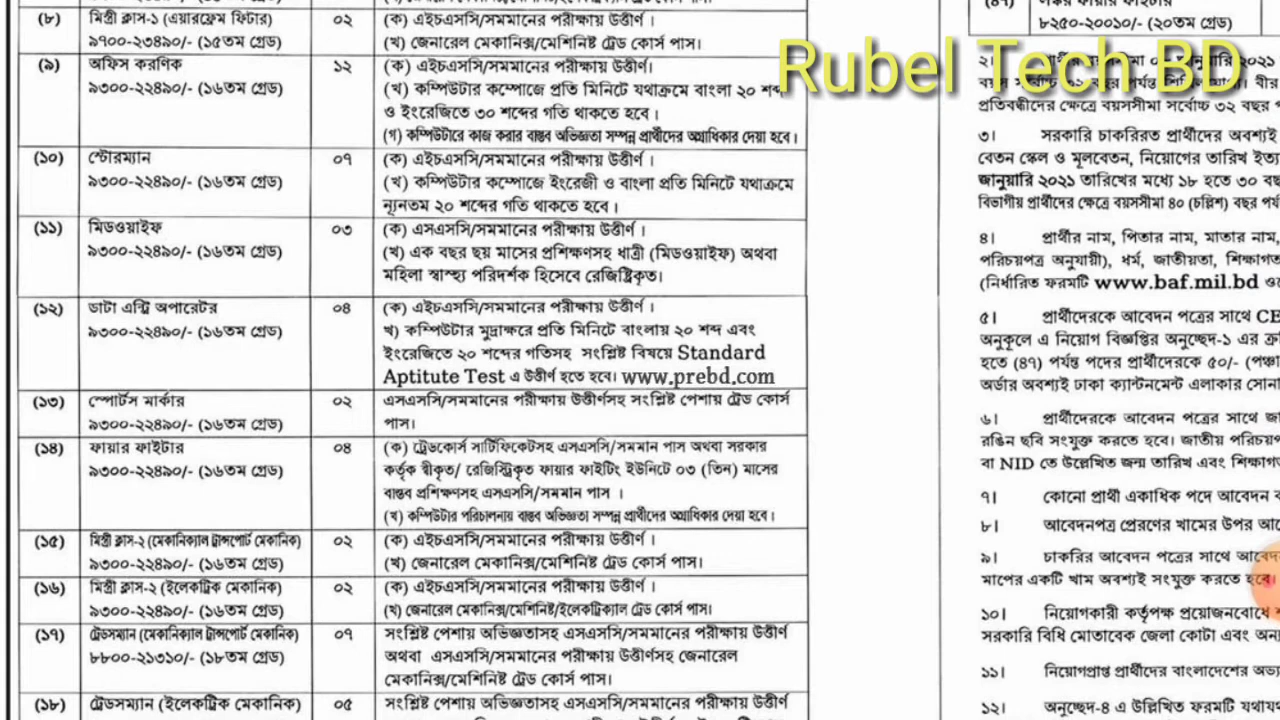 (৮) মিস্ত্রী ক্লাস-১ (এয়ারফ্রেম ফিটার) ০২ (ক) এইচএসসি/সমমানের পরীক্ষায় উত্তীর্ণ।
৯৭০০-২৩৪৯০/- (১৫তম গ্রেড) (খ) জেনারেল মেকানিক্স/মেশিনিষ্ট ট্রেড কোর্স পাস।
(৯) অফিস করণিক ১২ (ক) এইচএসসি/সমমানের পরীক্ষায় উত্তীর্ণ।
৯৩০০-২২৪৯০/- (১৬তম গ্রেড) (খ) কম্পিউটার কম্পোজে প্রতি মিনিটে যথাক্রমে বাংলা ২০ শব্দ
ও ইংরেজিতে ৩০ শব্দের গতি থাকতে হবে।
(গ) কম্পিউটারে কাজ করার বাস্তব অভিজ্ঞতা সম্পন্ন প্রার্থীদের অগ্রাধিকার দেয়া হবে।
(১০) স্টোরম্যান ০৭ (ক) এইচএসসি/সমমানের পরীক্ষায় উত্তীর্ণ।
৯৩০০-২২৪৯০/- (১৬তম গ্রেড) (খ) কম্পিউটার কম্পোজে ইংরেজী ও বাংলা প্রতি মিনিটে যথাক্রমে
ন্যূনতম ২০ শব্দের গতি থাকতে হবে।
(১১) মিডওয়াইফ ০৩ (ক) এসএসসি/সমমানের পরীক্ষায় উত্তীর্ণ।
৯৩০০-২২৪৯০/- (১৬তম গ্রেড) (খ) এক বছর ছয় মাসের প্রশিক্ষণসহ ধাত্রী (মিডওয়াইফ) অথবা
মহিলা স্বাস্থ্য পরিদর্শক হিসেবে রেজিষ্ট্রিকৃত।
(১২) ডাটা এন্ট্রি অপারেটর ০৪ (ক) এইচএসসি/সমমানের পরীক্ষায় উত্তীর্ণ।
৯৩০০-২২৪৯০/- (১৬তম গ্রেড) খ) কম্পিউটার মুদ্রাক্ষরে প্রতি মিনিটে বাংলায় ২০ শব্দ এবং
ইংরেজিতে ২০ শব্দের গতিসহ সংশ্লিষ্ট বিষয়ে Standard
Aptitute Test এ উত্তীর্ণ হতে হবে। www.prebd.com
(১৩) স্পোর্টস মার্কার ০২ এসএসসি/সমমানের পরীক্ষায় উত্তীর্ণসহ সংশ্লিষ্ট পেশায় ট্রেড কোর্স
৯৩০০-২২৪৯০/- (১৬তম গ্রেড) পাস।
(১৪) ফায়ার ফাইটার ০৪ (ক) ট্রেডকোর্স সার্টিফিকেটসহ এসএসসি/সমমান পাস অথবা সরকার
৯৩০০-২২৪৯০/- (১৬তম গ্রেড) কর্তৃক স্বীকৃত/ রেজিস্ট্রিকৃত ফায়ার ফাইটিং ইউনিটে ০৩ (তিন) মাসের
বাস্তব প্রশিক্ষণসহ এসএসসি/সমমান পাস ।
(খ) কম্পিউটার পরিচালনায় বাস্তব অভিজ্ঞতা সম্পন্ন প্রার্থীদের অগ্রাধিকার দেয়া হবে।
(১৫) মিস্ত্রী ক্লাস-২ (মেকানিক্যাল ট্রান্সপোর্ট মেকানিক) ০২ (ক) এইচএসসি/সমমানের পরীক্ষায় উত্তীর্ণ।
৯৩০০-২২৪৯০/- (১৬তম গ্রেড) (খ) জেনারেল মেকানিক্স/মেশিনিষ্ট ট্রেড কোর্স পাস।
(১৬) মিস্ত্রী ক্লাস-২ (ইলেকট্রিক মেকানিক) ০২ (ক) এইচএসসি/সমমানের পরীক্ষায় উত্তীর্ণ।
৯৩০০-২২৪৯০/- (১৬তম গ্রেড) (খ) জেনারেল মেকানিক্স/মেশিনিষ্ট/ইলেকট্রিক্যাল ট্রেড কোর্স পাস।
(১৭) ট্রেডসম্যান (মেকানিক্যাল ট্রান্সপোর্ট মেকানিক) ০৭ সংশ্লিষ্ট পেশায় অভিজ্ঞতাসহ এসএসসি/সমমানের পরীক্ষায় উত্তীর্ণ
৮৮০০-২১৩১০/- (১৮তম গ্রেড) অথবা এসএসসি/সমমানের পরীক্ষায় উত্তীর্ণসহ জেনারেল
মেকানিক্স/মেশিনিষ্ট ট্রেড কোর্স পাস।
(১৮) ট্রেডসম্যান (ইলেকট্রিক মেকানিক) ০৫ সংশ্লিষ্ট পেশায় অভিজ্ঞতাসহ এসএসসি/সমমানের পরীক্ষায় উত্তীর্ণ
(৪৭) লস্কর ফায়ার ফাইটার
৮২৫০-২০০১০/- (২০তম গ্রেড)
Rubel Tech BD
২। প্রার্থীর বয়সসীমা জানুয়ারি ২০২১
প্রতিবন্ধীদের ক্ষেত্রে বয়সসীমা সর্বোচ্চ ৩২ বছর
৩। সরকারি চাকরিরত প্রার্থীদের অবশ্যই
বেতন স্কেল ও মূলবেতন, নিয়োগের তারিখ
জানুয়ারি ২০২১ তারিখের মধ্যে ১৮ হতে ৩০
বিভাগীয় প্রার্থীদের ক্ষেত্রে বয়সসীমা ৪০ (চল্লিশ) বছর
৪। প্রার্থীর নাম, পিতার নাম, মাতার নাম,
পরিচয়পত্র অনুযায়ী), ধর্ম, জাতীয়তা,
(নির্ধারিত ফরমটি www.baf.mil.bd
৫। প্রার্থীদেরকে আবেদন পত্রের সাথে
অনুকূলে এ নিয়োগ বিজ্ঞপ্তির অনুচ্ছেদ-১ এর
হতে (৪৭) পর্যন্ত পদের প্রার্থীদেরকে ৫০/-
অর্ডার অবশ্যই ঢাকা ক্যান্টনমেন্ট এলাকার
৬। প্রার্থীদেরকে আবেদন পত্রের সাথে
রঙিন ছবি সংযুক্ত করতে হবে। জাতীয়
বা NID তে উল্লেখিত জন্ম তারিখ এবং
৭। কোনো প্রার্থী একাধিক পদে আবেদন
৮। আবেদনপত্র প্রেরণের খামের উপর
৯। চাকরির আবেদন পত্রের সাথে
মাপের একটি খাম অবশ্যই সংযুক্ত করতে হবে।
১০। নিয়োগকারী কর্তৃপক্ষ প্রয়োজনবোধে
সরকারি বিধি মোতাবেক জেলা কোটা এবং
১১। নিয়োগপ্রাপ্ত প্রার্থীদের বাংলাদেশের
১২। অনুচ্ছেদ-৪ এ উল্লিখিত ফরমটি